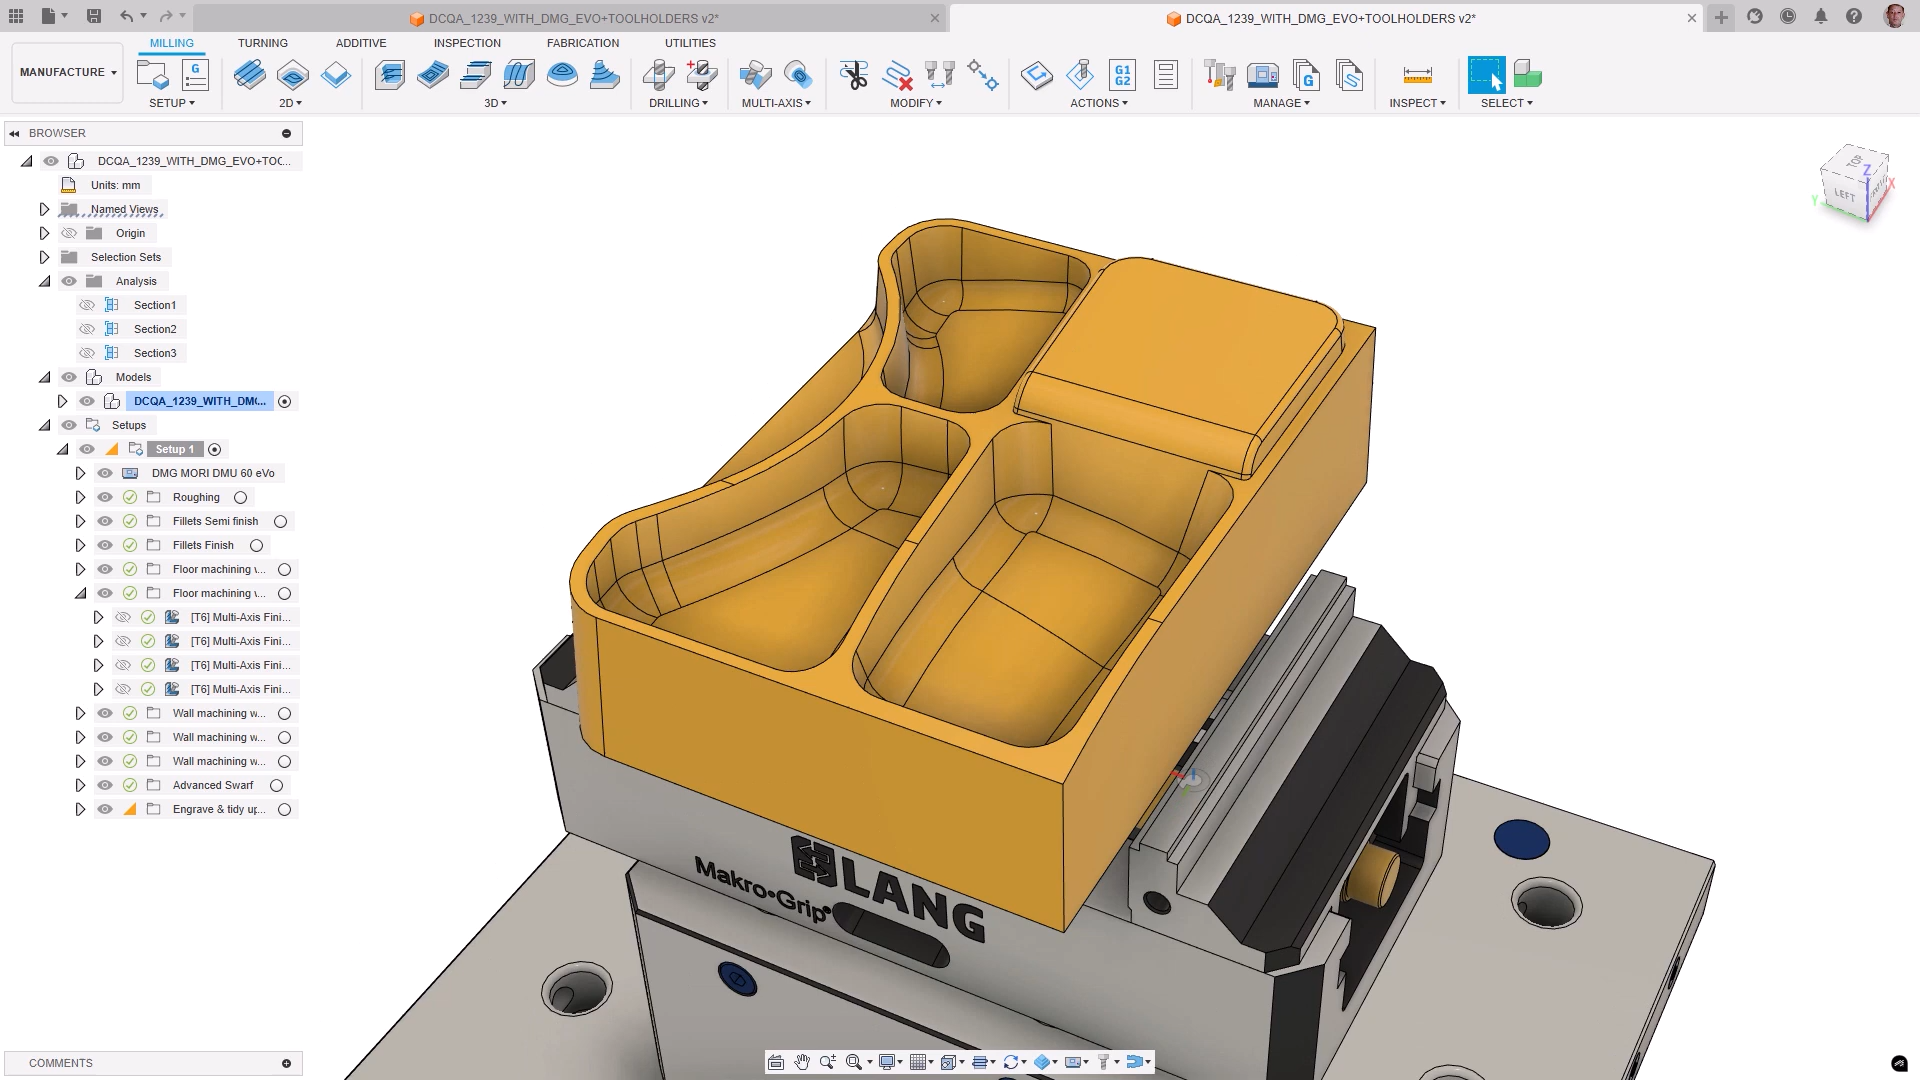 DCQA_1239_WITH_DMG_EVO+TOOLHOLDERS v2*
DCQA_1239_WITH_DMG_EVO+TOOLHOLDERS v2*
MILLING
TURNING
ADDITIVE
INSPECTION
FABRICATION
UTILITIES
MANUFACTURE
G
G1
G2
G
SETUP
2D
3D
DRILLING
MULTI-AXIS
MODIFY
ACTIONS
MANAGE
INSPECT
SELECT
BROWSER
DCQA_1239_WITH_DMG_EVO+TOC...
Units: mm
Named Views
Origin
Selection Sets
Analysis
Section1
Section2
Section3
Models
DCQA_1239_WITH_DM...
Setups
Setup 1
DMG MORI DMU 60 eVo
Roughing
Fillets Semi finish
Fillets Finish
Floor machining ...
Floor machining ...
[T6] Multi-Axis Fini...
[T6] Multi-Axis Fini...
[T6] Multi-Axis Fini...
[T6] Multi-Axis Fini...
Wall machining w...
Wall machining w...
Wall machining w...
Advanced Swarf
Engrave & tidy up...
TOP
LEFT
Z
X
Y
LANG
Makro•Grip®
COMMENTS